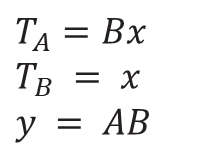 T_A = Bx
T_B = x
y = AB